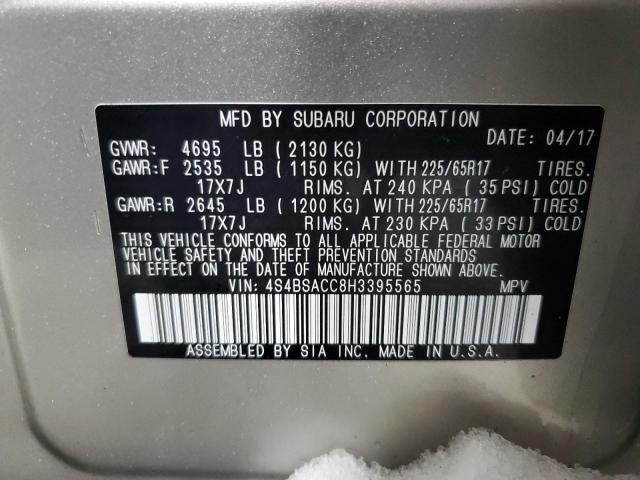 MFD BY SUBARU CORPORATION
DATE: 04/17
GVWR: 4695 LB ( 2130 KG)
GAWR:F 2535 LB ( 1150 KG) WITH 225/65R17 TIRES.
17X7J RIMS. AT 240 KPA ( 35 PSI) COLD
GAWR:R 2645 LB ( 1200 KG) WITH 225/65R17 TIRES.
17X7J RIMS. AT 230 KPA ( 33 PSI) COLD
THIS VEHICLE CONFORMS TO ALL APPLICABLE FEDERAL MOTOR
VEHICLE SAFETY AND THEFT PREVENTION STANDARDS
IN EFFECT ON THE DATE OF MANUFACTURE SHOWN ABOVE.
VIN: 4S4BSACC8H3395565 MPV
ASSEMBLED BY SIA INC. MADE IN U.S.A.